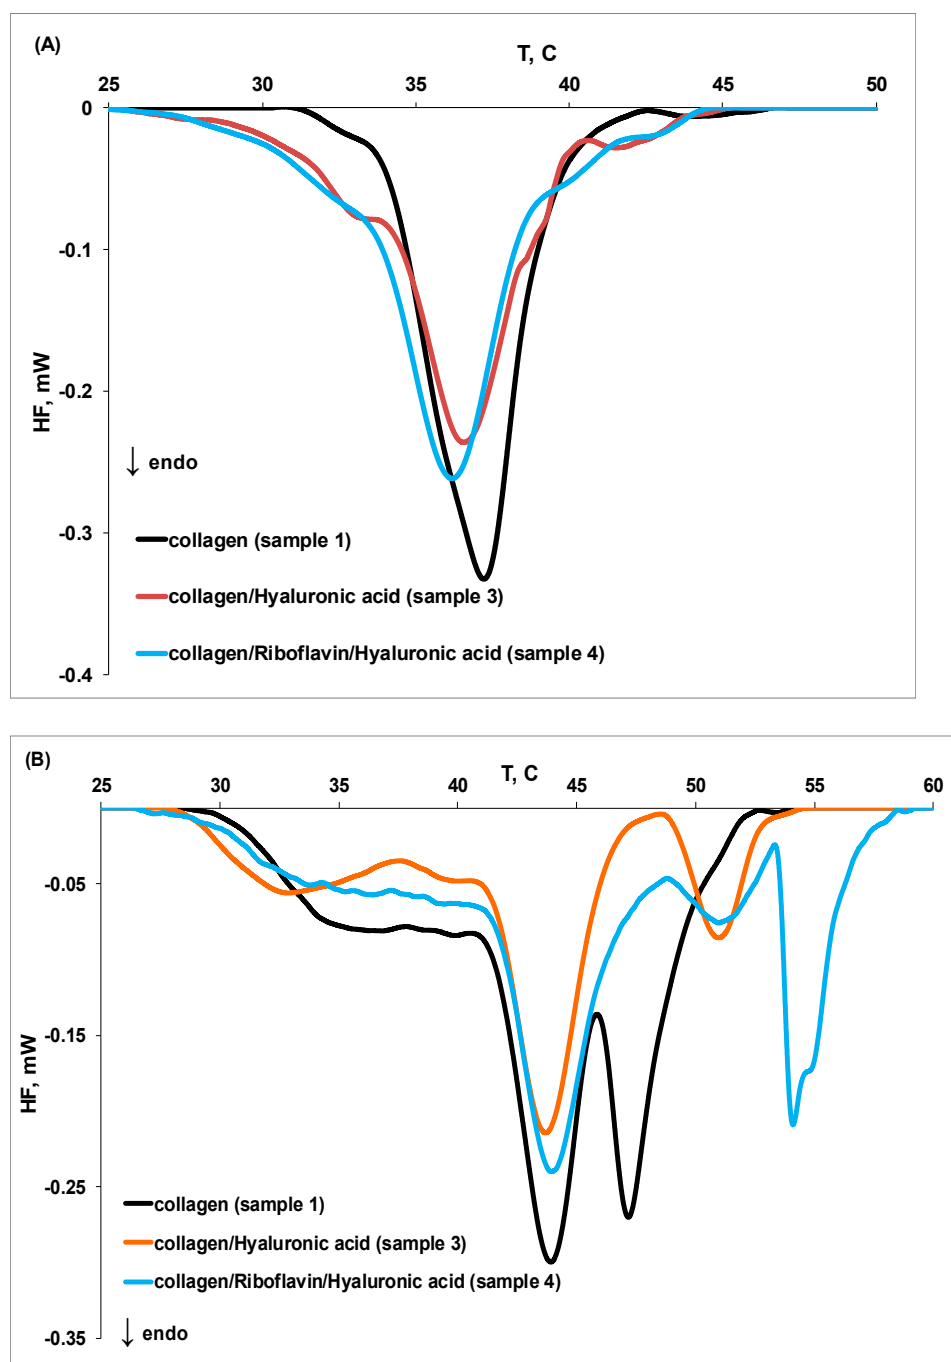 (A)
T, C
25 30 35 40 45 50
0
-0.1
-0.2
-0.3
-0.4
HF, mW
↓ endo
collagen (sample 1)
collagen/Hyaluronic acid (sample 3)
collagen/Riboflavin/Hyaluronic acid (sample 4)
(B)
T, C
25 30 35 40 45 50 55 60
-0.05
-0.15
-0.25
-0.35
HF, mW
collagen (sample 1)
collagen/Hyaluronic acid (sample 3)
collagen/Riboflavin/Hyaluronic acid (sample 4)
↓ endo